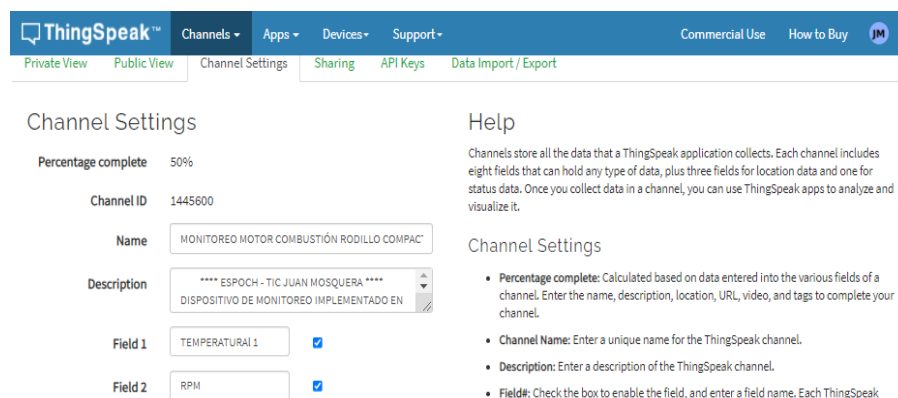 ThingSpeak™ Channels Apps Devices Support Commercial Use How to Buy JM
Private View Public View Channel Settings Sharing API Keys Data Import / Export
Channel Settings
Percentage complete 50%
Channel ID 1445600
Name MONITOREO MOTOR COMBUSTIÓN RODILLO COMPAC
Description **** ESPOCH - TIC JUAN MOSQUERA ****
DISPOSITIVO DE MONITOREO IMPLEMENTADO EN
Field 1 TEMPERATURAl 1
Field 2 RPM
Help
Channels store all the data that a ThingSpeak application collects. Each channel includes
eight fields that can hold any type of data, plus three fields for location data and one for
status data. Once you collect data in a channel, you can use ThingSpeak apps to analyze and
visualize it.
Channel Settings
• Percentage complete: Calculated based on data entered into the various fields of a
channel. Enter the name, description, location, URL, video, and tags to complete your
channel.
• Channel Name: Enter a unique name for the ThingSpeak channel.
• Description: Enter a description of the ThingSpeak channel.
• Field#: Check the box to enable the field, and enter a field name. Each ThingSpeak